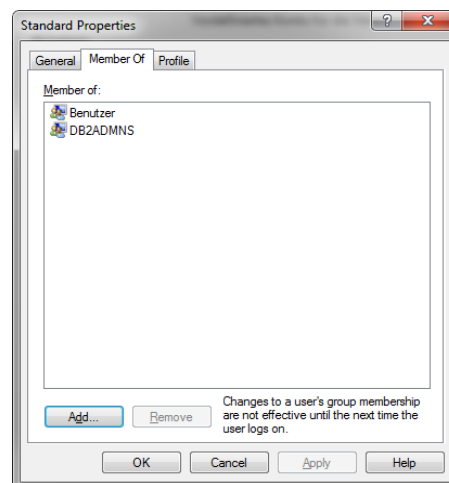 Standard Properties
General Member Of Profile
Member of:
Benutzer
DB2ADMNS
Add... Remove
Changes to a user's group membership
are not effective until the next time the
user logs on.
OK Cancel Apply Help